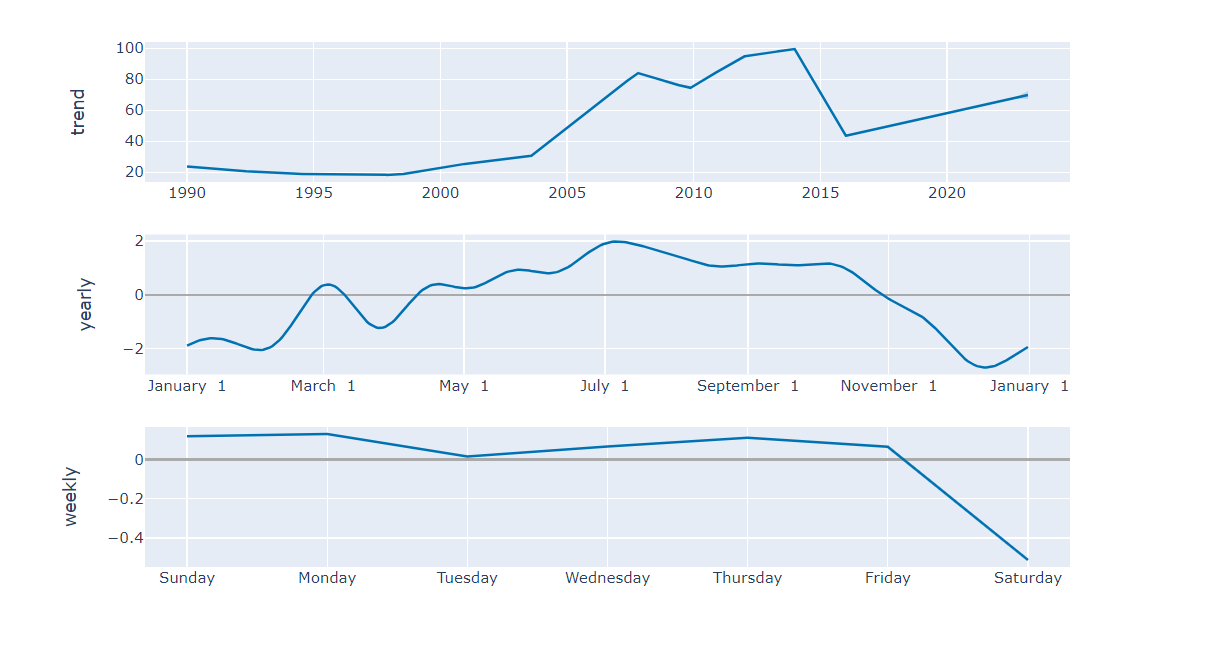 100
80
60
40
20
trend
1990 1995 2000 2005 2010 2015 2020
2
0
−2
yearly
January 1 March 1 May 1 July 1 September 1 November 1 January 1
0
−0.2
−0.4
weekly
Sunday Monday Tuesday Wednesday Thursday Friday Saturday